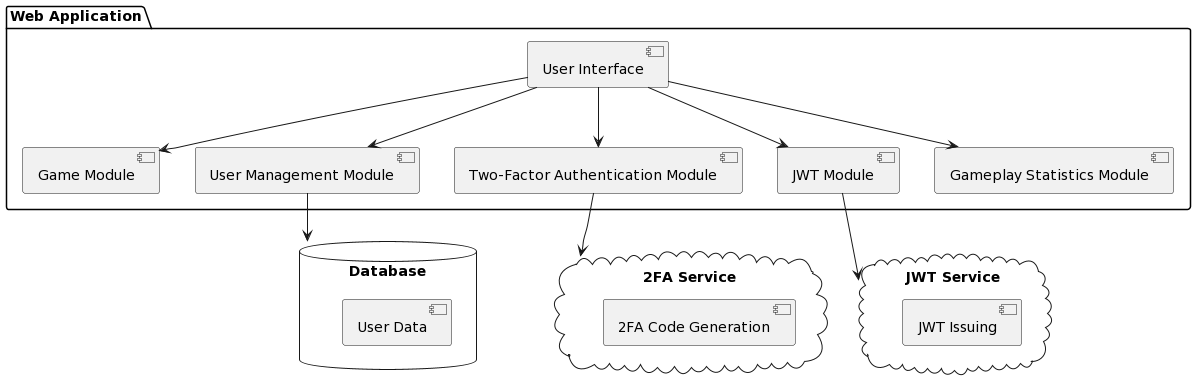 Web Application
User Interface
Game Module
User Management Module
Two-Factor Authentication Module
JWT Module
Gameplay Statistics Module
Database
2FA Service
JWT Service
User Data
2FA Code Generation
JWT Issuing